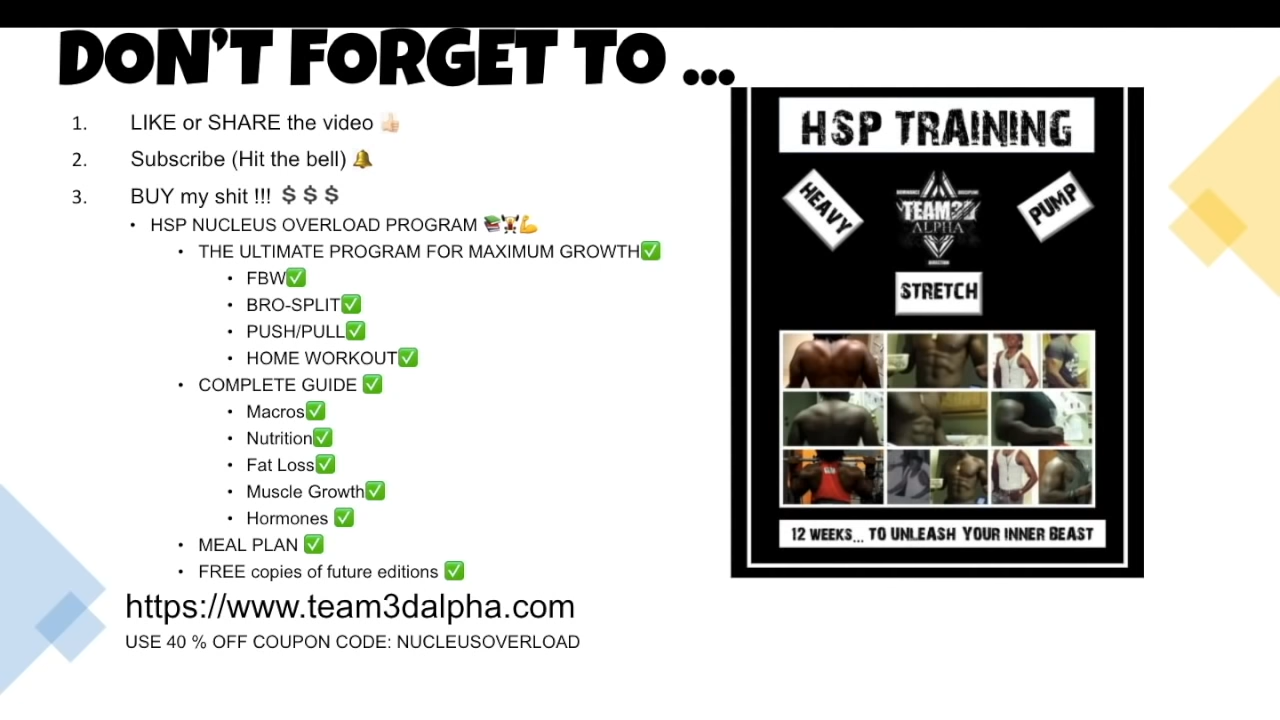 DON'T FORGET TO ...
1. LIKE or SHARE the video 👍🏻
2. Subscribe (Hit the bell) 🔔
3. BUY my shit !!! $ $ $
• HSP NUCLEUS OVERLOAD PROGRAM 📚🏋💪
• THE ULTIMATE PROGRAM FOR MAXIMUM GROWTH✅
• FBW✅
• BRO-SPLIT✅
• PUSH/PULL✅
• HOME WORKOUT✅
• COMPLETE GUIDE ✅
• Macros✅
• Nutrition✅
• Fat Loss✅
• Muscle Growth✅
• Hormones ✅
• MEAL PLAN ✅
• FREE copies of future editions ✅
https://www.team3dalpha.com
USE 40 % OFF COUPON CODE: NUCLEUSOVERLOAD
HSP TRAINING
HEAVY
TEAM3D
ALPHA
PUMP
STRETCH
12 WEEKS... TO UNLEASH YOUR INNER BEAST